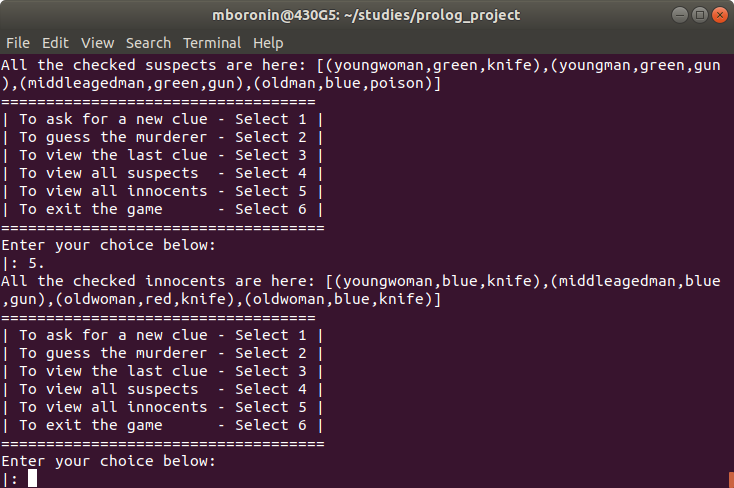 mboronin@430G5: ~/studies/prolog_project
File Edit View Search Terminal Help
All the checked suspects are here: [(youngwoman,green,knife),(youngman,green,gun
),(middleagedman,green,gun),(oldman,blue,poison)]
===================================
| To ask for a new clue - Select 1 |
| To guess the murderer - Select 2 |
| To view the last clue - Select 3 |
| To view all suspects  - Select 4 |
| To view all innocents - Select 5 |
| To exit the game      - Select 6 |
====================================
Enter your choice below:
|: 5.
All the checked innocents are here: [(youngwoman,blue,knife),(middleagedman,blue
,gun),(oldwoman,red,knife),(oldwoman,blue,knife)]
===================================
| To ask for a new clue - Select 1 |
| To guess the murderer - Select 2 |
| To view the last clue - Select 3 |
| To view all suspects  - Select 4 |
| To view all innocents - Select 5 |
| To exit the game      - Select 6 |
====================================
Enter your choice below:
|: